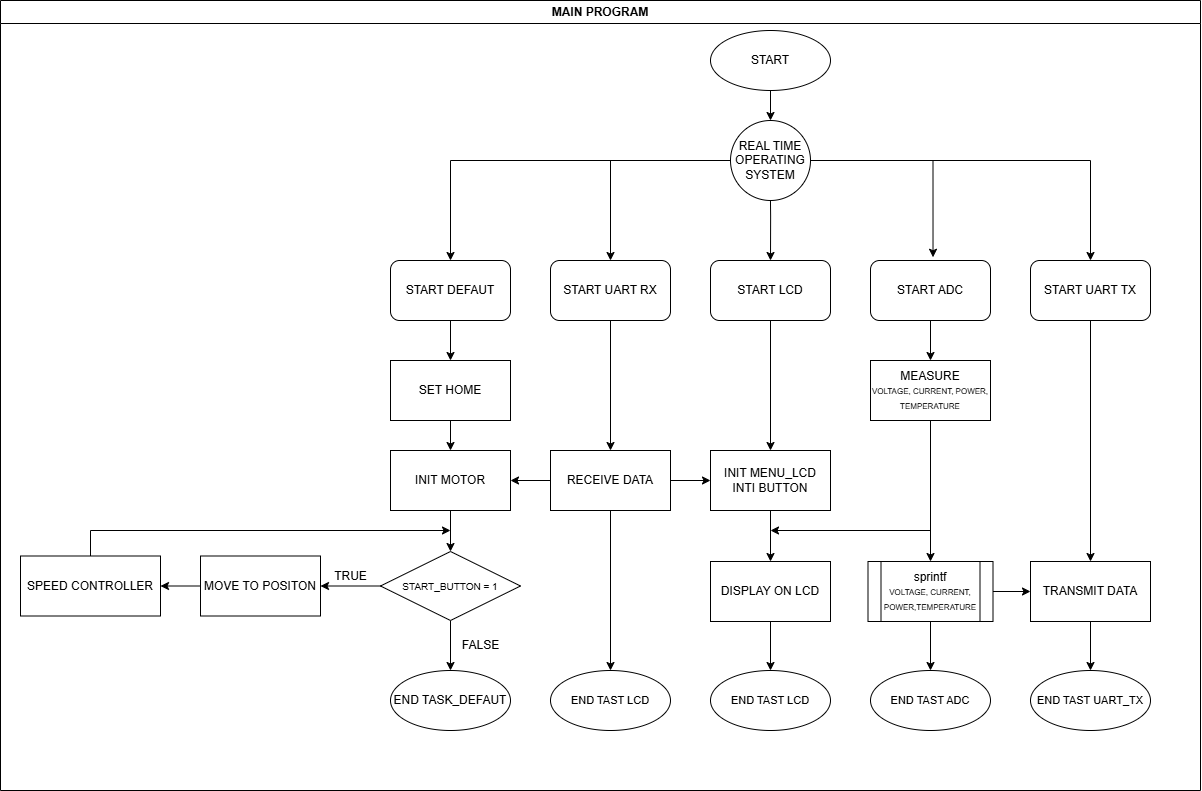 MAIN PROGRAM
START
REAL TIME
OPERATING
SYSTEM
START DEFAUT
START UART RX
START LCD
START ADC
START UART TX
SET HOME
MEASURE
VOLTAGE, CURRENT, POWER,
TEMPERATURE
INIT MOTOR
RECEIVE DATA
INIT MENU_LCD
INTI BUTTON
SPEED CONTROLLER
MOVE TO POSITON
TRUE
START_BUTTON = 1
FALSE
DISPLAY ON LCD
sprintf
VOLTAGE, CURRENT,
POWER,TEMPERATURE
TRANSMIT DATA
END TASK_DEFAUT
END TAST LCD
END TAST LCD
END TAST ADC
END TAST UART_TX